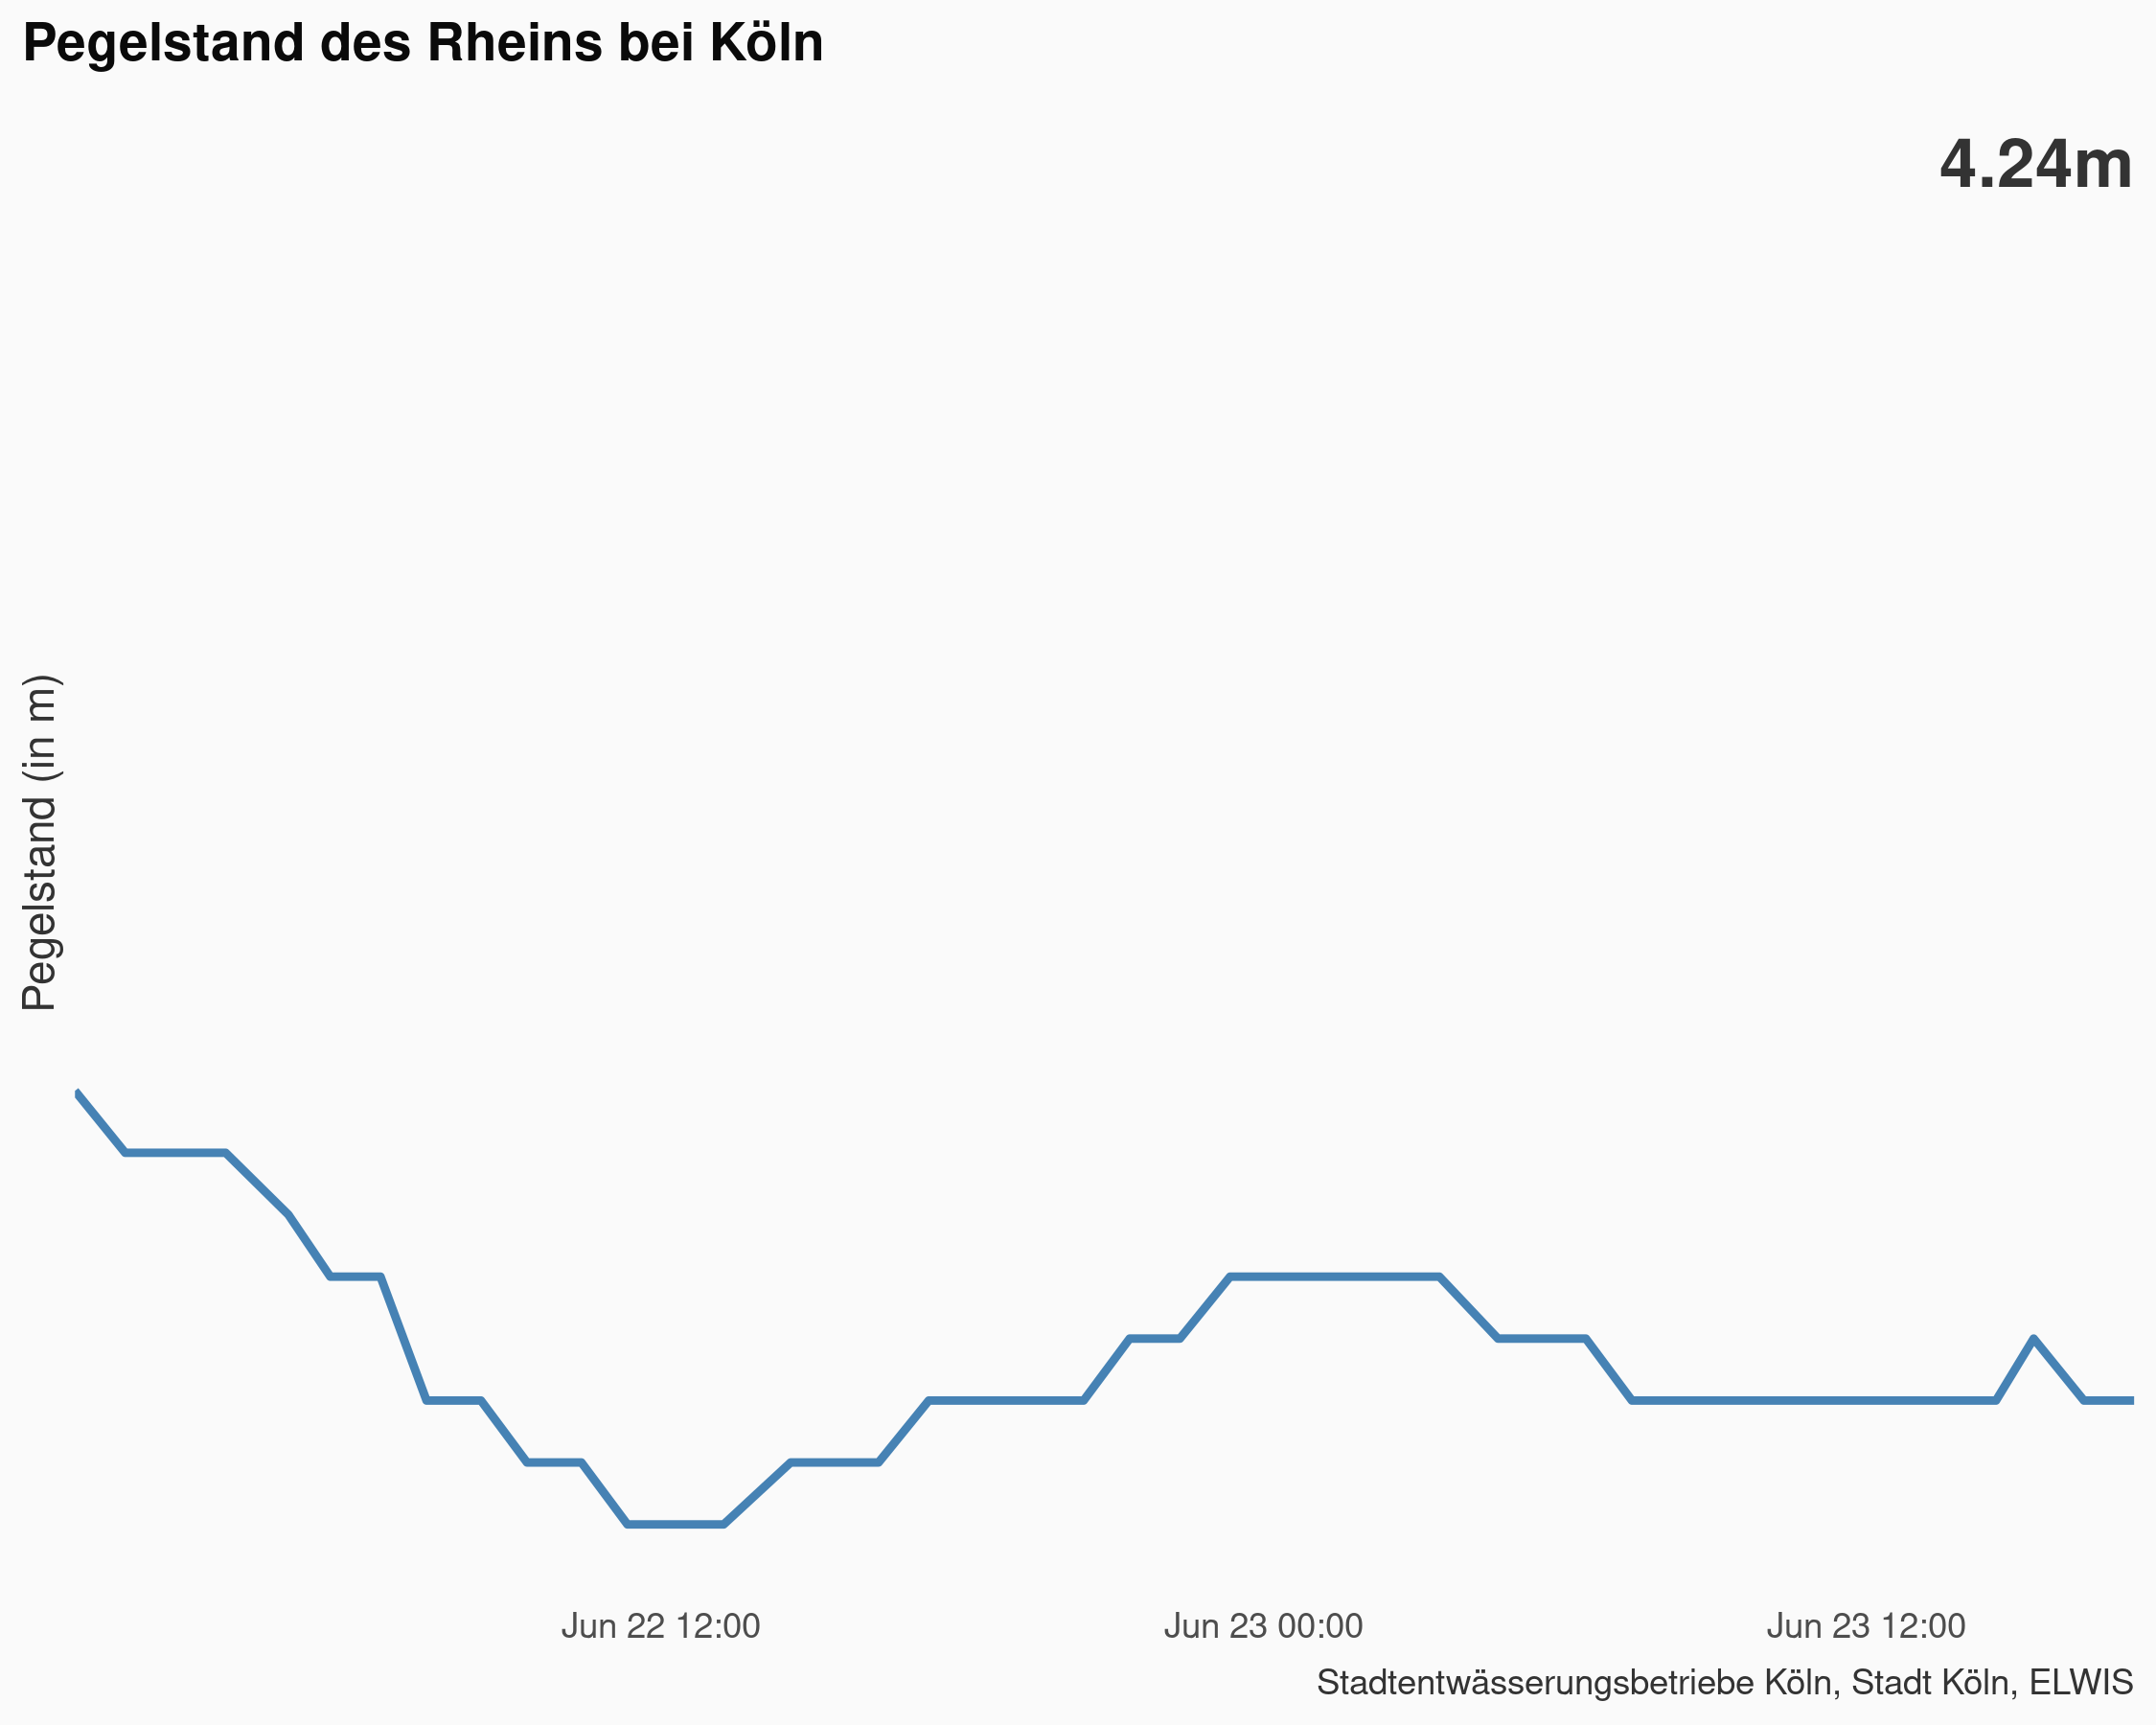 Pegelstand des Rheins bei Köln
4.24m
Pegelstand (in m)
Jun 22 12:00
Jun 23 00:00
Jun 23 12:00
Stadtentwässerungsbetriebe Köln, Stadt Köln, ELWIS